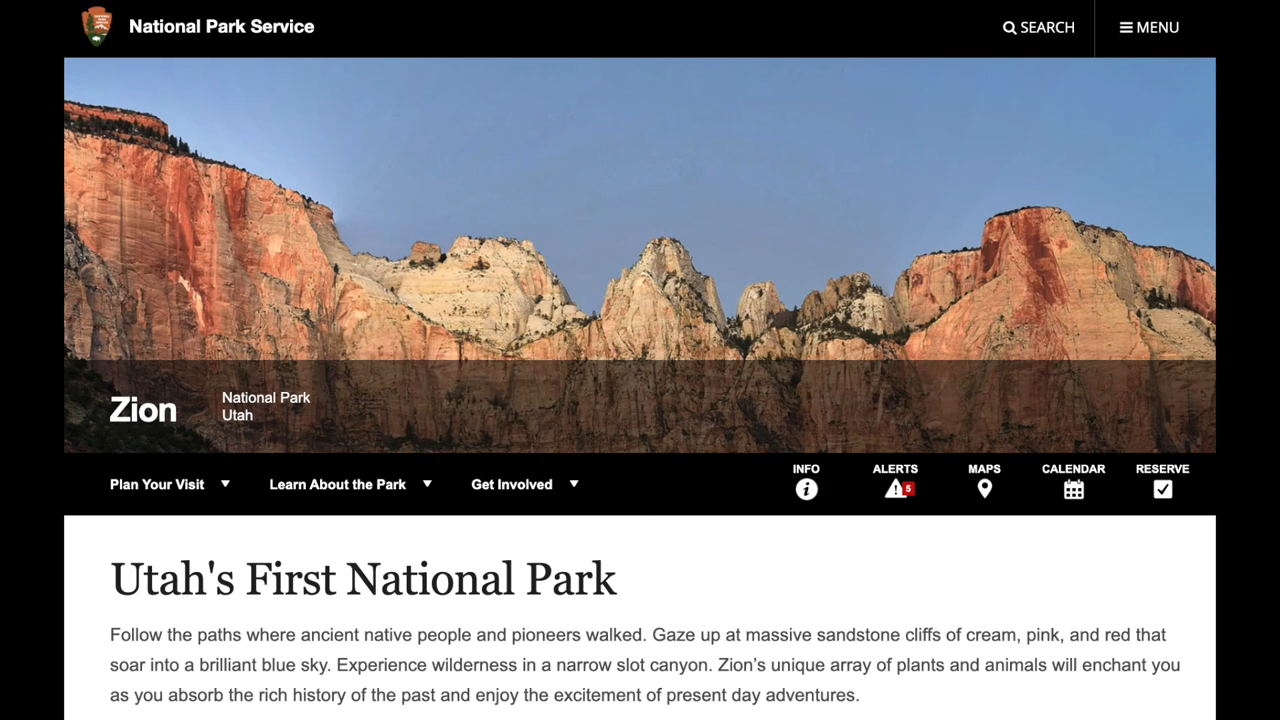 National Park Service
SEARCH
MENU
Zion
National Park
Utah
Plan Your Visit
Learn About the Park
Get Involved
INFO
ALERTS
5
MAPS
CALENDAR
RESERVE
Utah's First National Park
Follow the paths where ancient native people and pioneers walked. Gaze up at massive sandstone cliffs of cream, pink, and red that
soar into a brilliant blue sky. Experience wilderness in a narrow slot canyon. Zion’s unique array of plants and animals will enchant you
as you absorb the rich history of the past and enjoy the excitement of present day adventures.